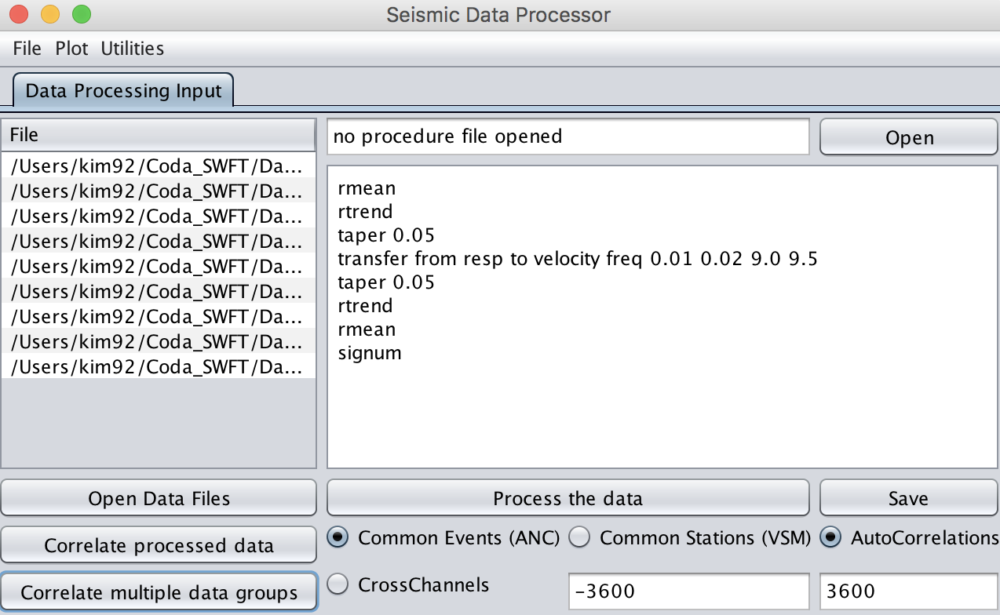 Seismic Data Processor
File Plot Utilities
Data Processing Input
File
/Users/kim92/Coda_SWFT/Da...
/Users/kim92/Coda_SWFT/Da...
/Users/kim92/Coda_SWFT/Da...
/Users/kim92/Coda_SWFT/Da...
/Users/kim92/Coda_SWFT/Da...
/Users/kim92/Coda_SWFT/Da...
/Users/kim92/Coda_SWFT/Da...
/Users/kim92/Coda_SWFT/Da...
/Users/kim92/Coda_SWFT/Da...
no procedure file opened
Open
rmean
rtrend
taper 0.05
transfer from resp to velocity freq 0.01 0.02 9.0 9.5
taper 0.05
rtrend
rmean
signum
Open Data Files
Process the data
Save
Correlate processed data
Common Events (ANC) Common Stations (VSM) AutoCorrelations
Correlate multiple data groups
CrossChannels
-3600
3600